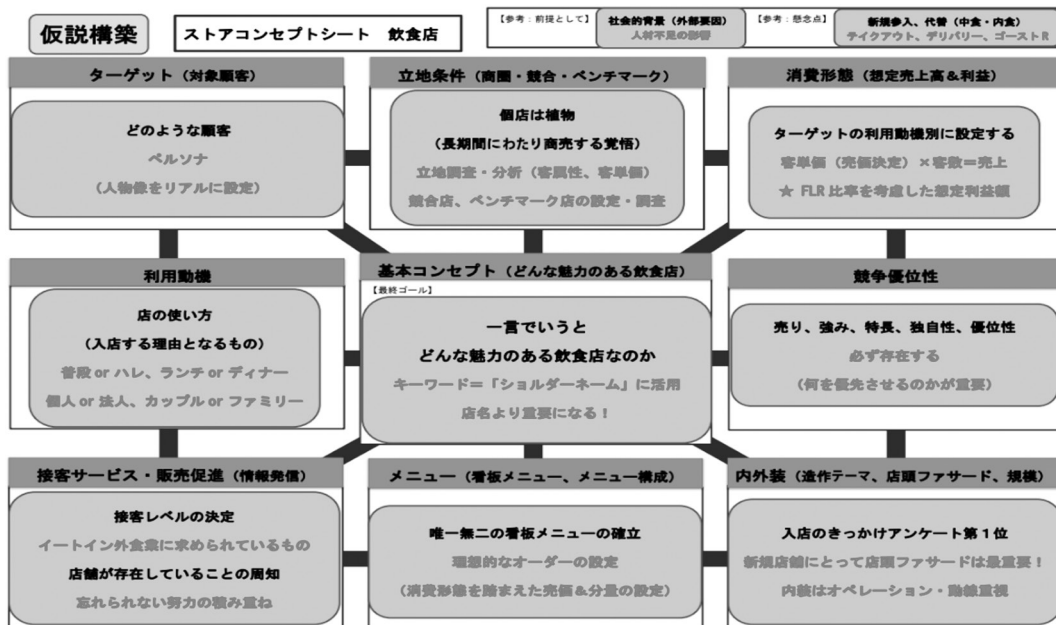 仮説構築
ストアコンセプトシート　飲食店
【参考：前提として】
社会的背景（外部要因）
人材不足の影響
【参考：懸念点】
新規参入、代替（中食・内食）
テイクアウト、デリバリー、ゴーストR
ターゲット（対象顧客）
どのような顧客
ペルソナ
（人物像をリアルに設定）
立地条件（商圏・競合・ベンチマーク）
個店は植物
（長期間にわたり商売する覚悟）
立地調査・分析（客属性、客単価）
競合店、ベンチマーク店の設定・調査
消費形態（想定売上高＆利益）
ターゲットの利用動機別に設定する
客単価（売価決定）×客数＝売上
★ FLR比率を考慮した想定利益額
利用動機
店の使い方
（入店する理由となるもの）
普段 or ハレ、ランチ or ディナー
個人 or 法人、カップル or ファミリー
基本コンセプト（どんな魅力のある飲食店）
【最終ゴール】
一言でいうと
どんな魅力のある飲食店なのか
キーワード＝「ショルダーネーム」に活用
店名より重要になる！
競争優位性
売り、強み、特長、独自性、優位性
必ず存在する
（何を優先させるのかが重要）
接客サービス・販売促進（情報発信）
接客レベルの決定
イートイン外食業に求められているもの
店舗が存在していることの周知
忘れられない努力の積み重ね
メニュー（看板メニュー、メニュー構成）
唯一無二の看板メニューの確立
理想的なオーダーの設定
（消費形態を踏まえた売価＆分量の設定）
内外装（造作テーマ、店頭ファサード、規模）
入店のきっかけアンケート第１位
新規店舗にとって店頭ファサードは最重要！
内装はオペレーション・動線重視